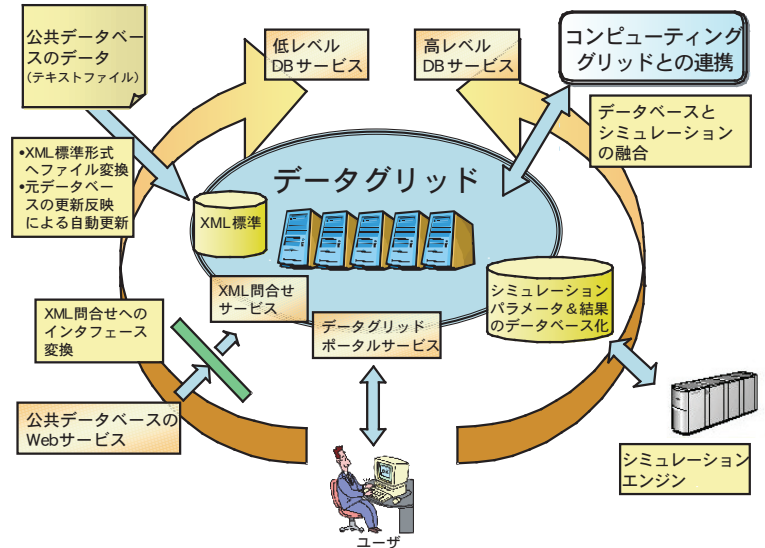 公共データベー
スのデータ
(テキストファイル)
低レベル
DBサービス
高レベル
DBサービス
コンピューティング
グリッドとの連携
データベースと
シミュレーション
の融合
•XML標準形式
へファイル変換
•元データベー
スの更新反映
による自動更新
データグリッド
XML標準
XML問合せ
サービス
シミュレーション
パラメータ&結果
のデータベース化
XML問合せへの
インタフェース
変換
データグリッド
ポータルサービス
公共データベースの
Webサービス
シミュレーション
エンジン
ユーザ